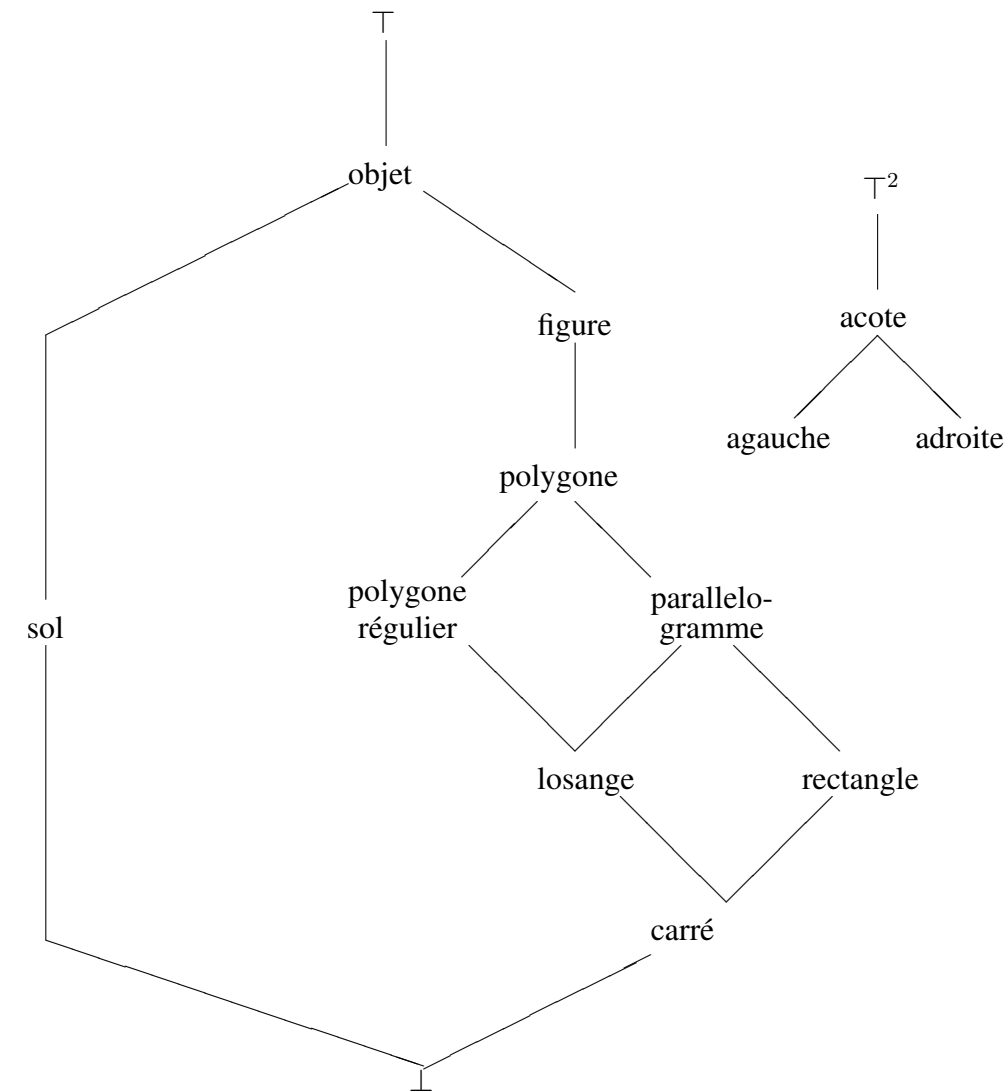 ⊤
objet
⊤²
figure
acote
agauche
adroite
polygone
polygone
régulier
parallelo-
gramme
sol
losange
rectangle
carré
⊥